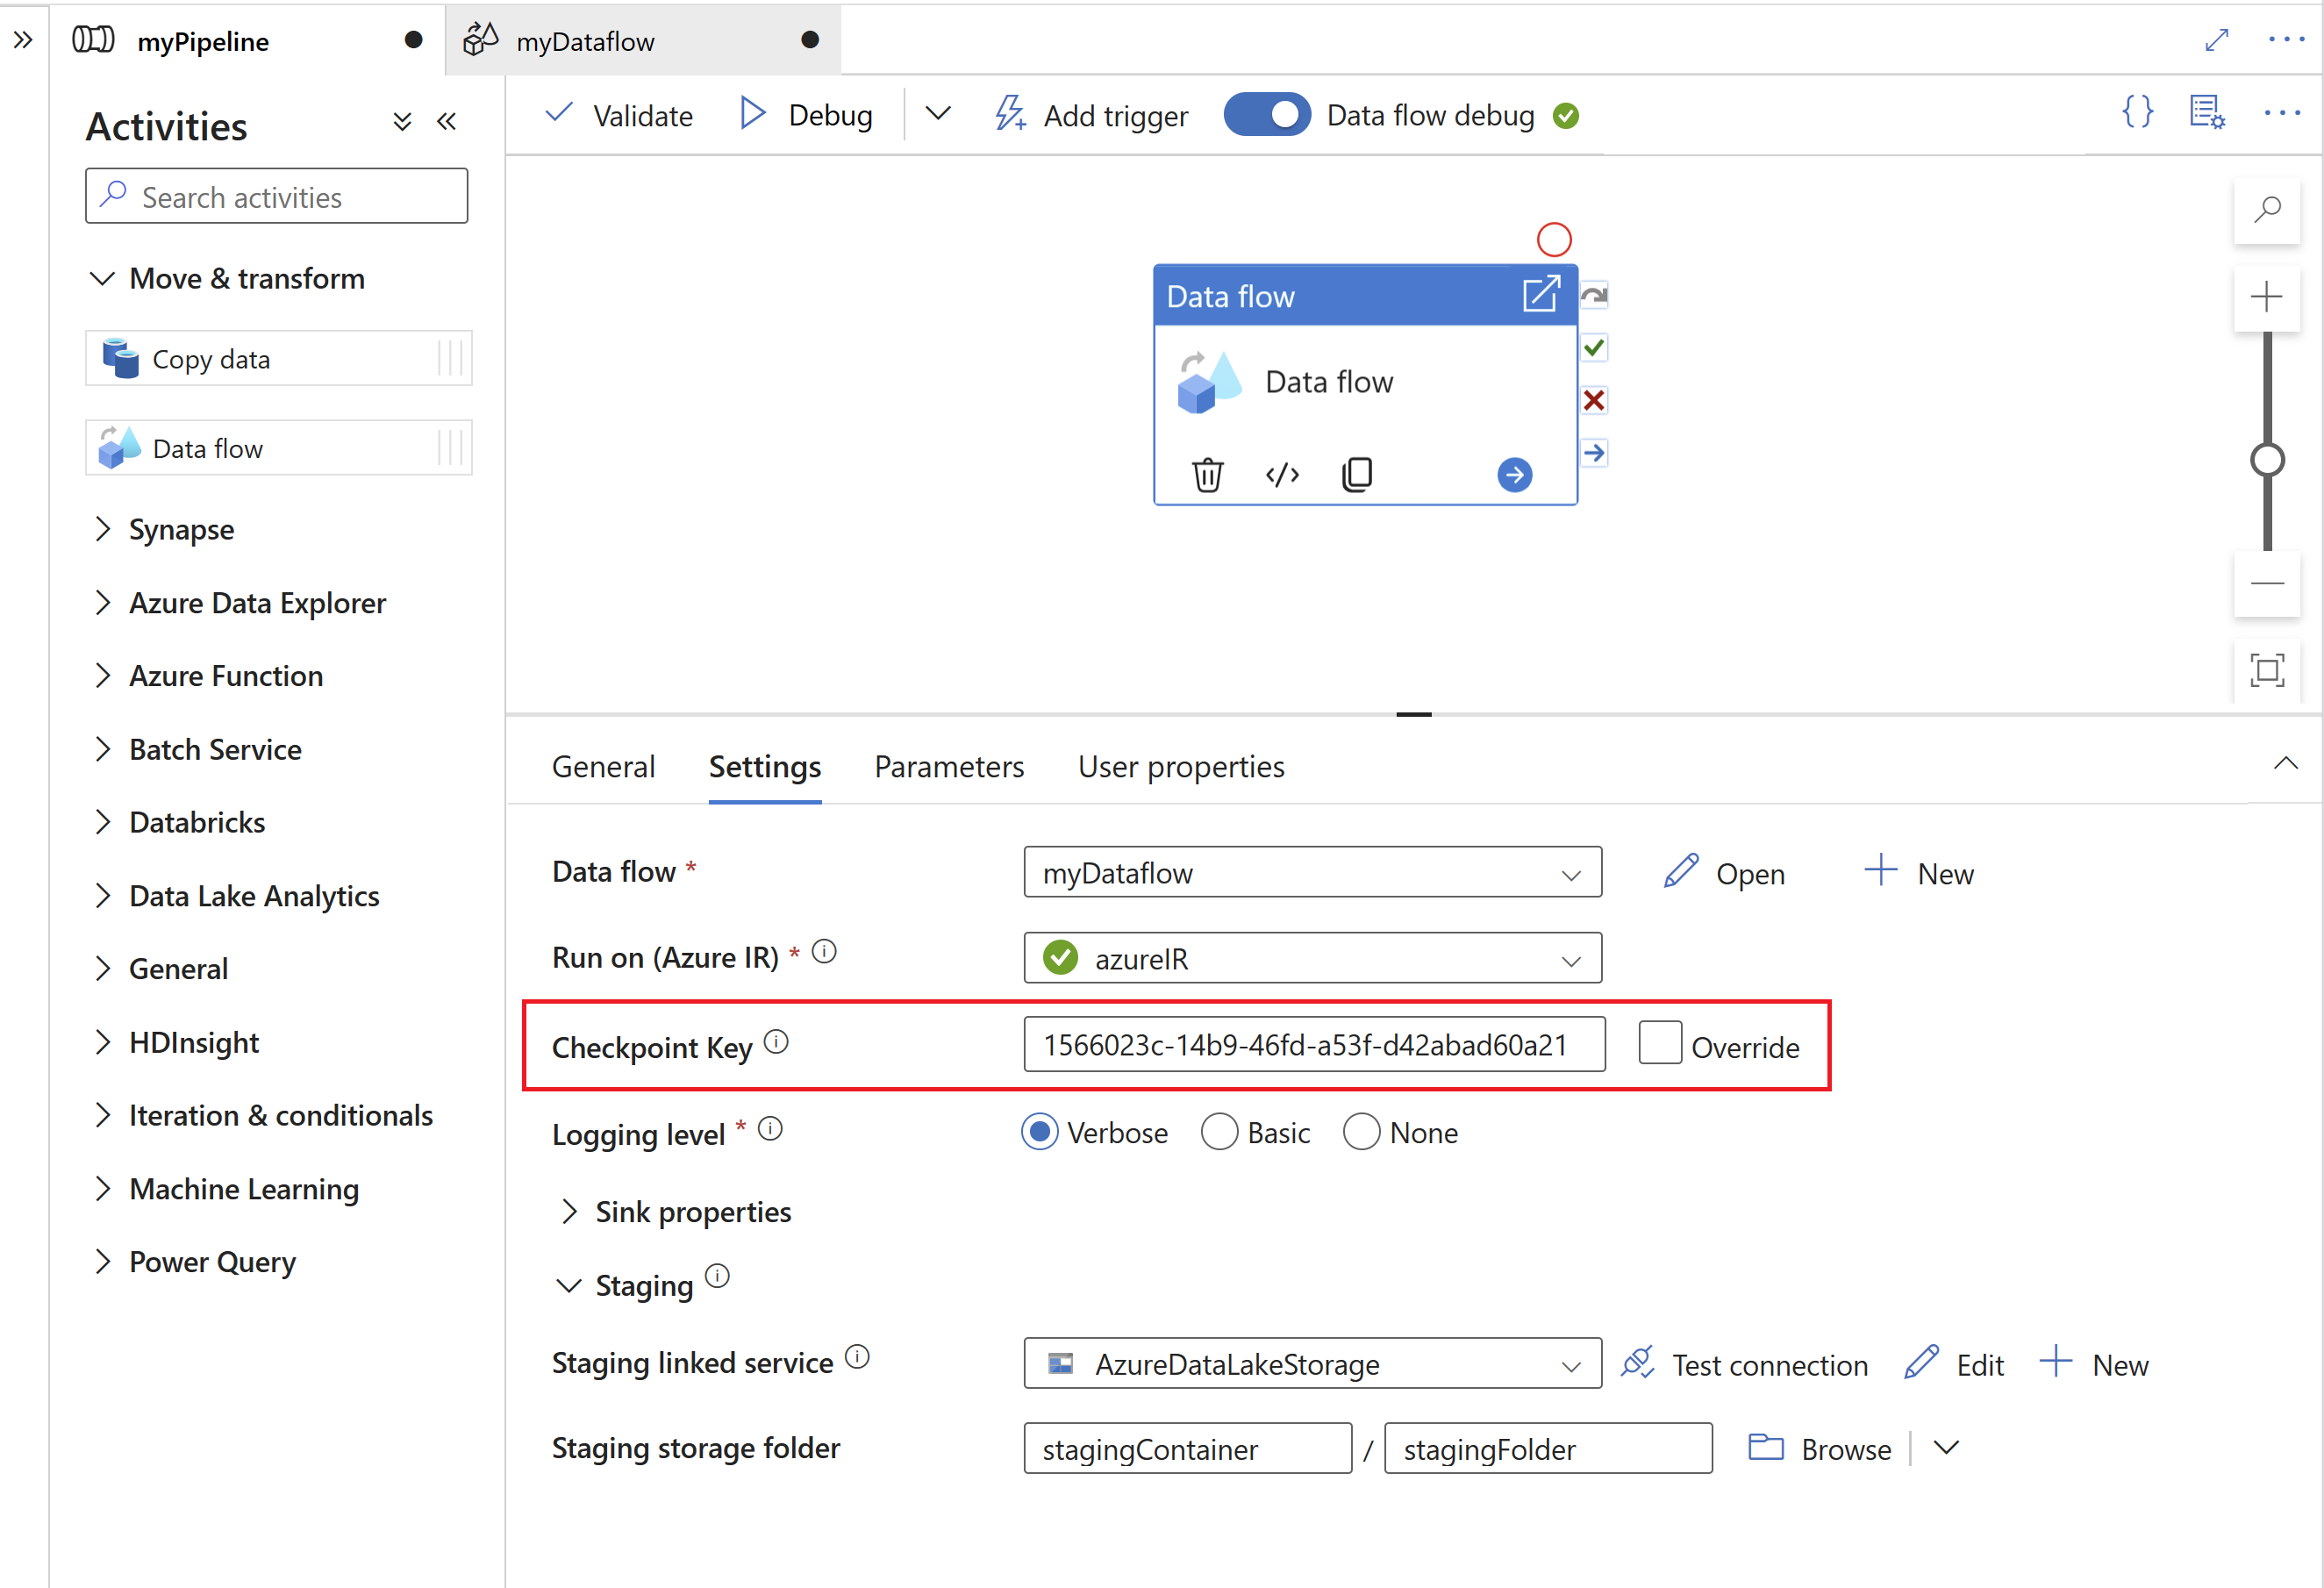 myPipeline
myDataflow
Activities
Search activities
Move & transform
Copy data
Data flow
Synapse
Azure Data Explorer
Azure Function
Batch Service
Databricks
Data Lake Analytics
General
HDInsight
Iteration & conditionals
Machine Learning
Power Query
Validate Debug Add trigger Data flow debug
Data flow
Data flow
General Settings Parameters User properties
Data flow * myDataflow Open New
Run on (Azure IR) * azureIR
Checkpoint Key 1566023c-14b9-46fd-a53f-d42abad60a21 Override
Logging level * Verbose Basic None
Sink properties
Staging
Staging linked service AzureDataLakeStorage Test connection Edit New
Staging storage folder stagingContainer / stagingFolder Browse